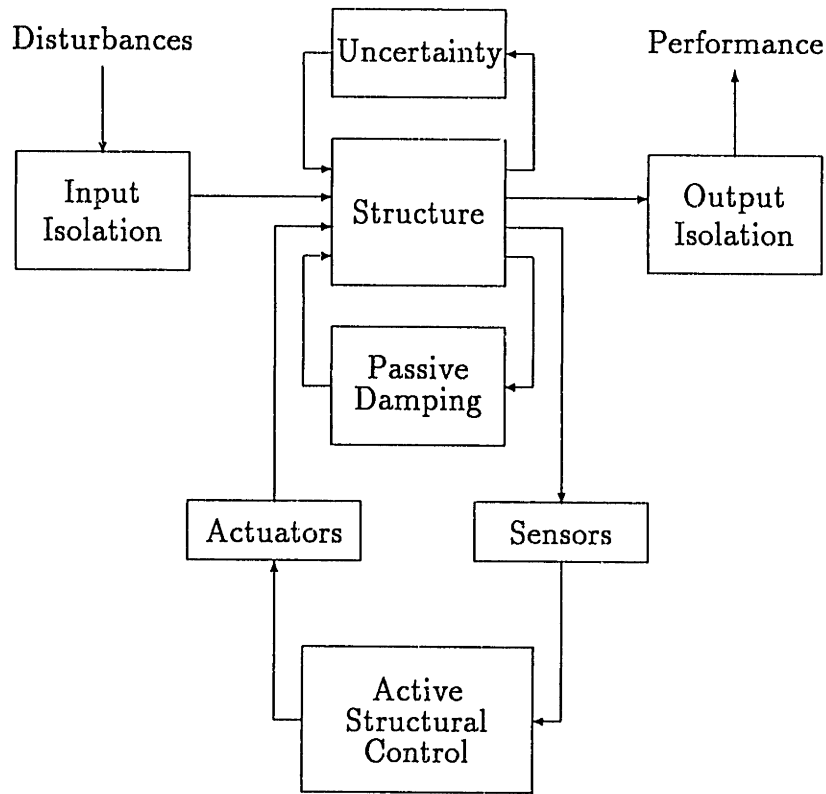 Disturbances
Uncertainty
Performance
Input
Isolation
Structure
Output
Isolation
Passive
Damping
Actuators
Sensors
Active
Structural
Control